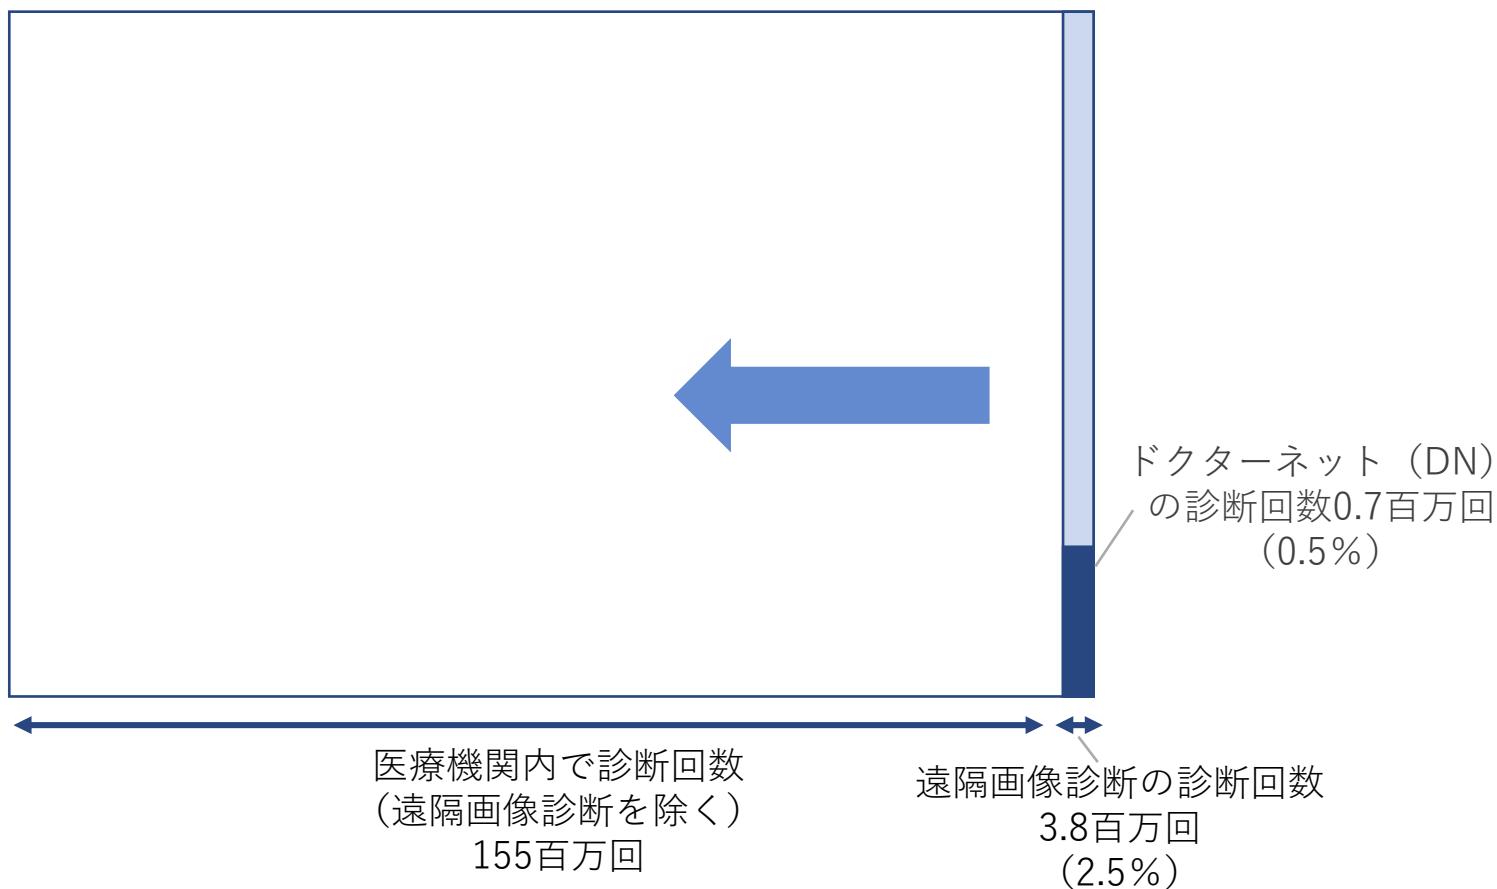 ドクターネット（DN）
の診断回数0.7百万回
（0.5％）
医療機関内で診断回数
（遠隔画像診断を除く）
155百万回
遠隔画像診断の診断回数
3.8百万回
（2.5％）